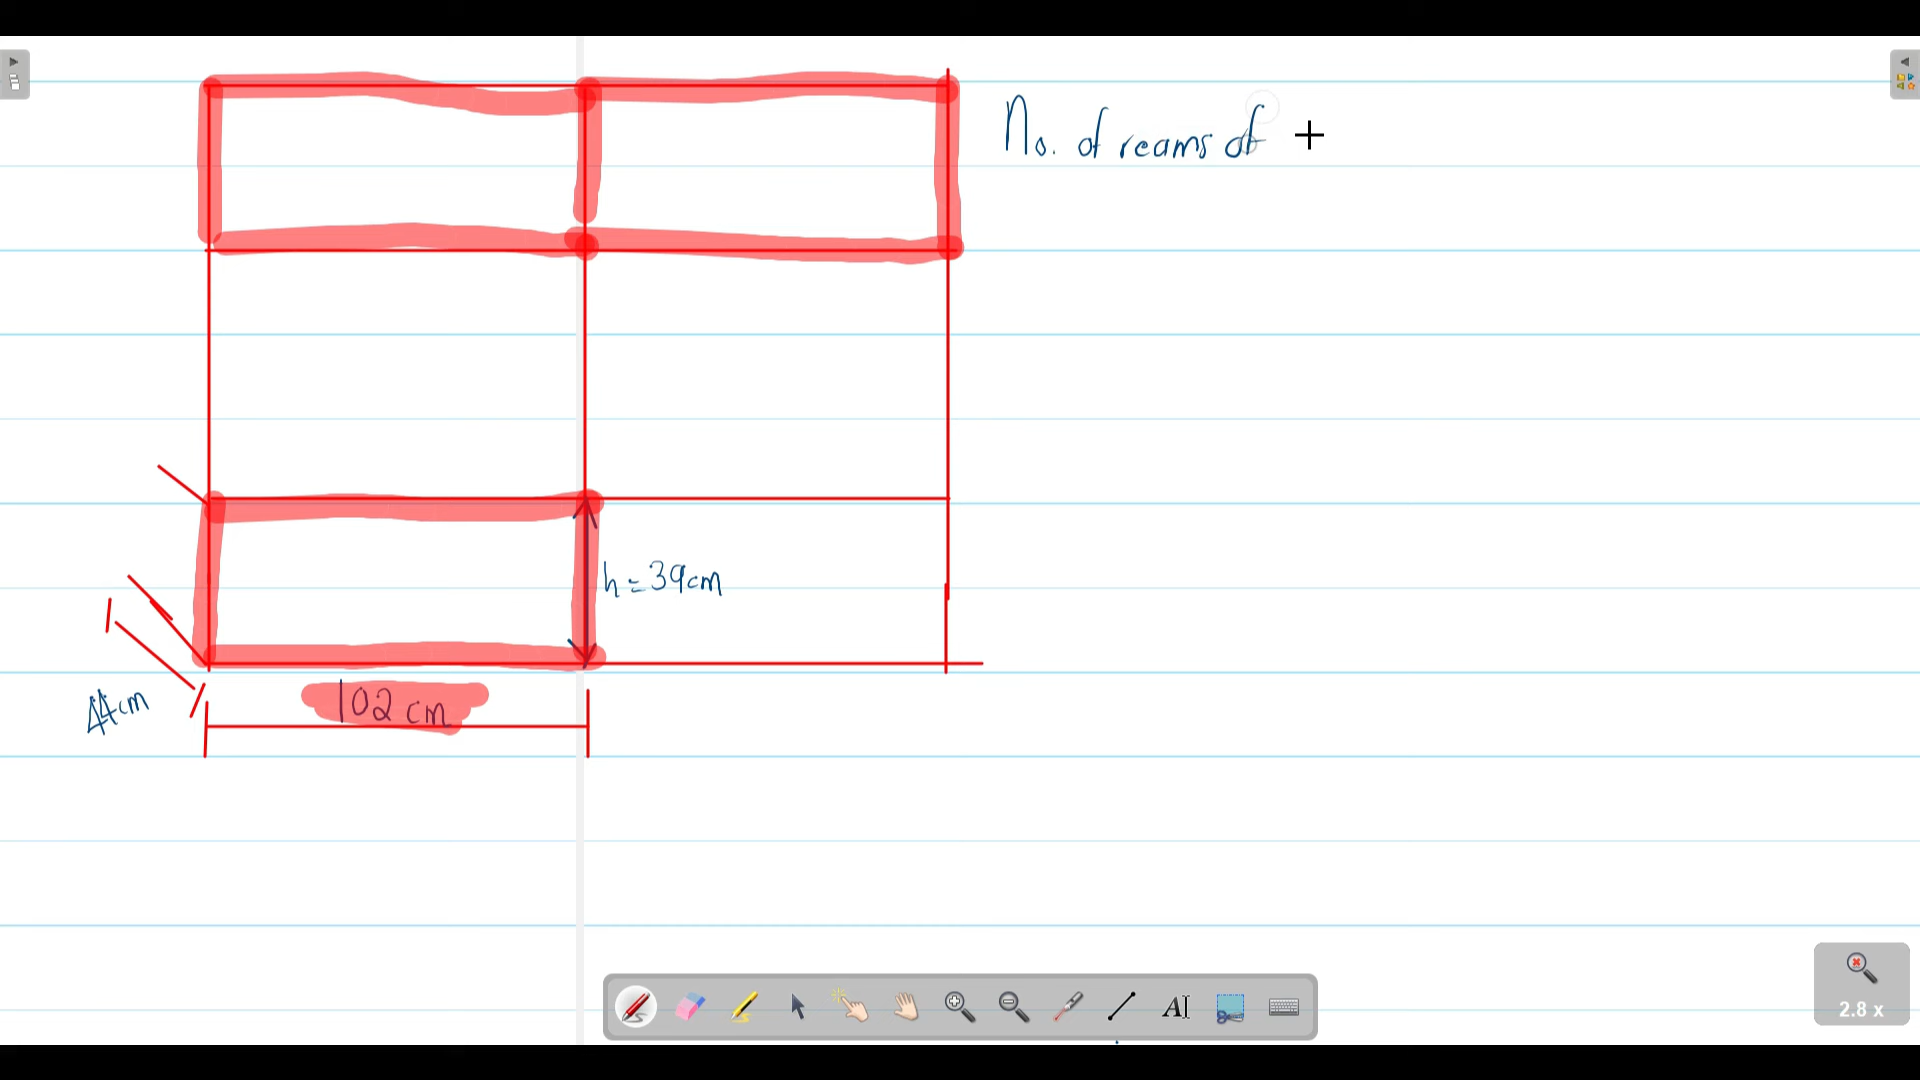 No. of reams of
h = 39cm
102 cm
44cm
AI
2.8 x